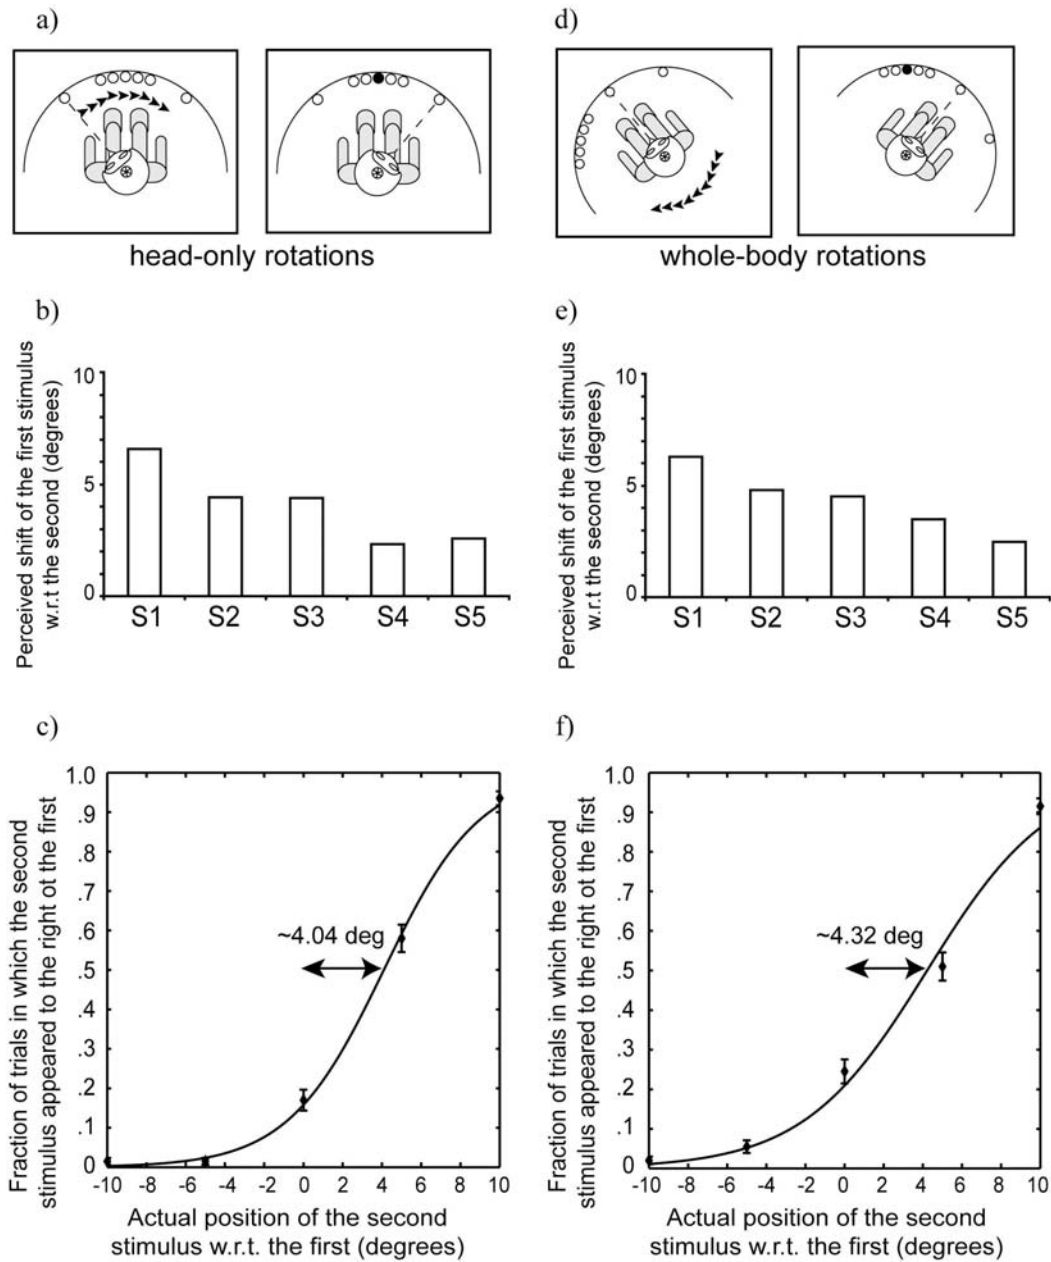 a)
head-only rotations
d)
whole-body rotations
b)
Perceived shift of the first stimulus
w.r.t the second (degrees)
10
5
0
S1 S2 S3 S4 S5
e)
Perceived shift of the first stimulus
w.r.t the second (degrees)
10
5
0
S1 S2 S3 S4 S5
c)
Fraction of trials in which the second
stimulus appeared to the right ot the first
1.0
.9
.8
.7
.6
.5
.4
.3
.2
.1
0
~4.04 deg
-10 -8 -6 -4 -2 0 2 4 6 8 10
Actual position of the second
stimulus w.r.t. the first (degrees)
f)
Fraction of trials in which the second
stimulus appeared to the right ot the first
1.0
.9
.8
.7
.6
.5
.4
.3
.2
.1
0
~4.32 deg
-10 -8 -6 -4 -2 0 2 4 6 8 10
Actual position of the second
stimulus w.r.t. the first (degrees)